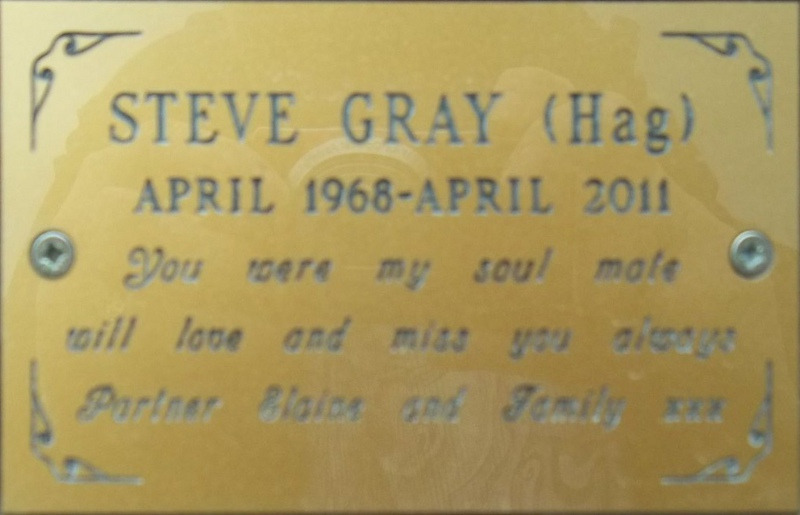 STEVE GRAY (Hag)
APRIL 1968-APRIL 2011
You were my soul mate
will love and miss you always
Partner Elaine and Family xxx